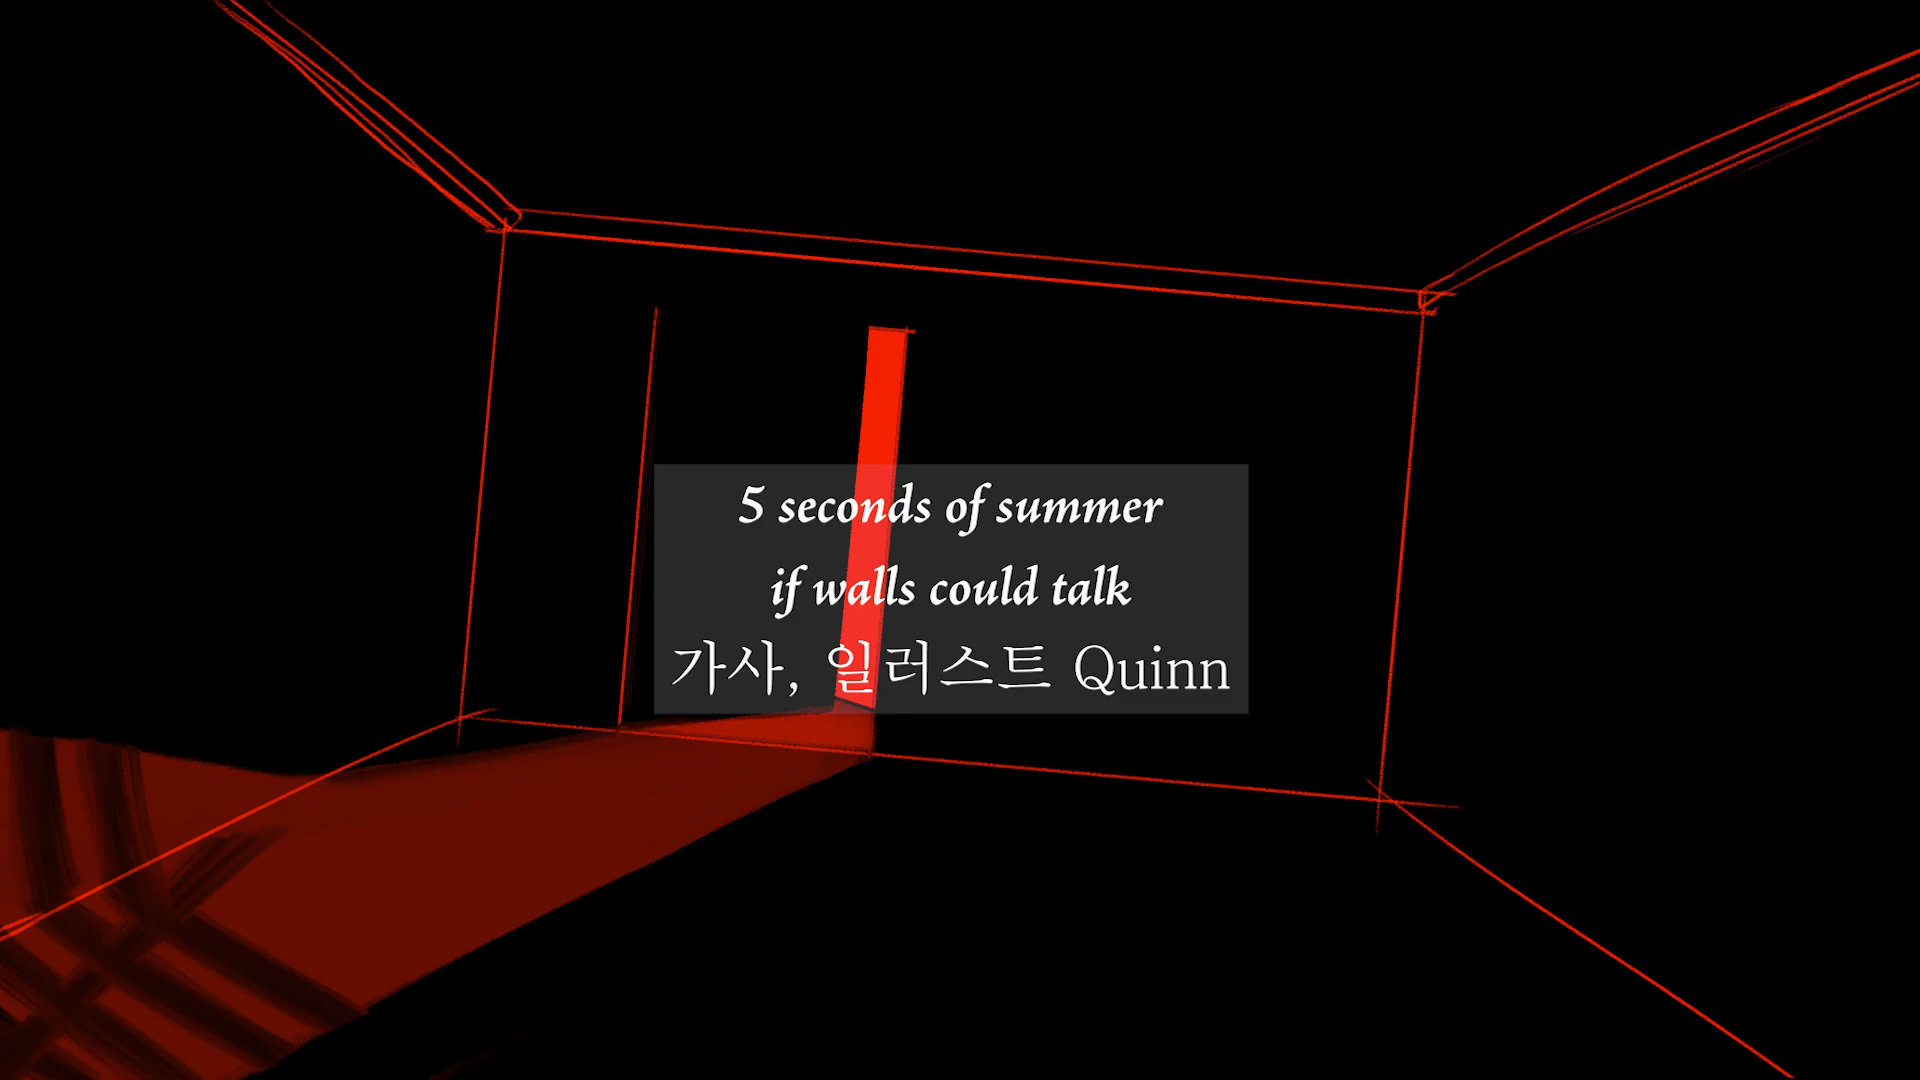 5 seconds of summer
if walls could talk
가사, 일러스트 Quinn